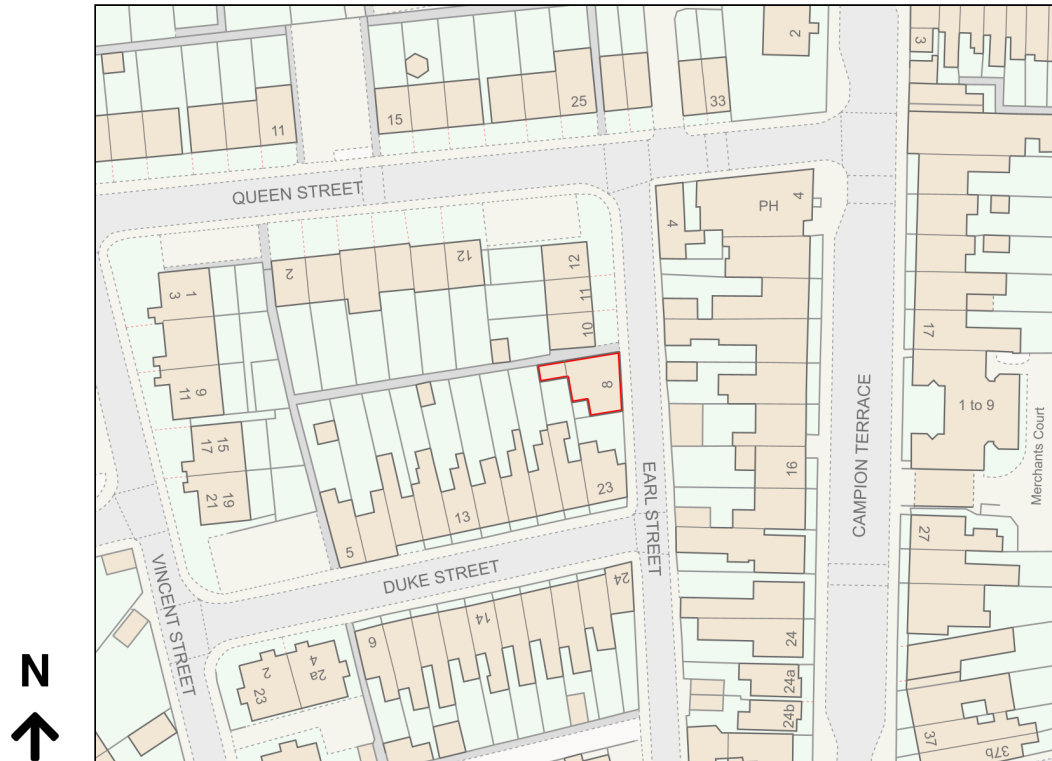 2
3
11
15
25
33
QUEEN STREET
PH
4
4
2
12
12
11
10
1
3
9
11
17
8
1 to 9
Merchants Court
CAMPION TERRACE
EARL STREET
16
15
17
19
21
23
13
5
27
DUKE STREET
VINCENT STREET
24
14
6
24
2
2a
4
23
24a
24b
37
37b
N